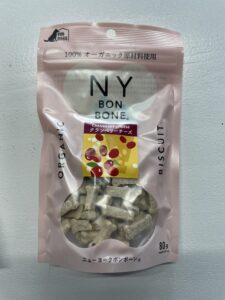 100% オーガニック原材料使用
NY
BON
BONE®
CRANBERRY CHEESE
クランベリーチーズ
ORGANIC
BISCUIT
80g
ニューヨークボンボーン®